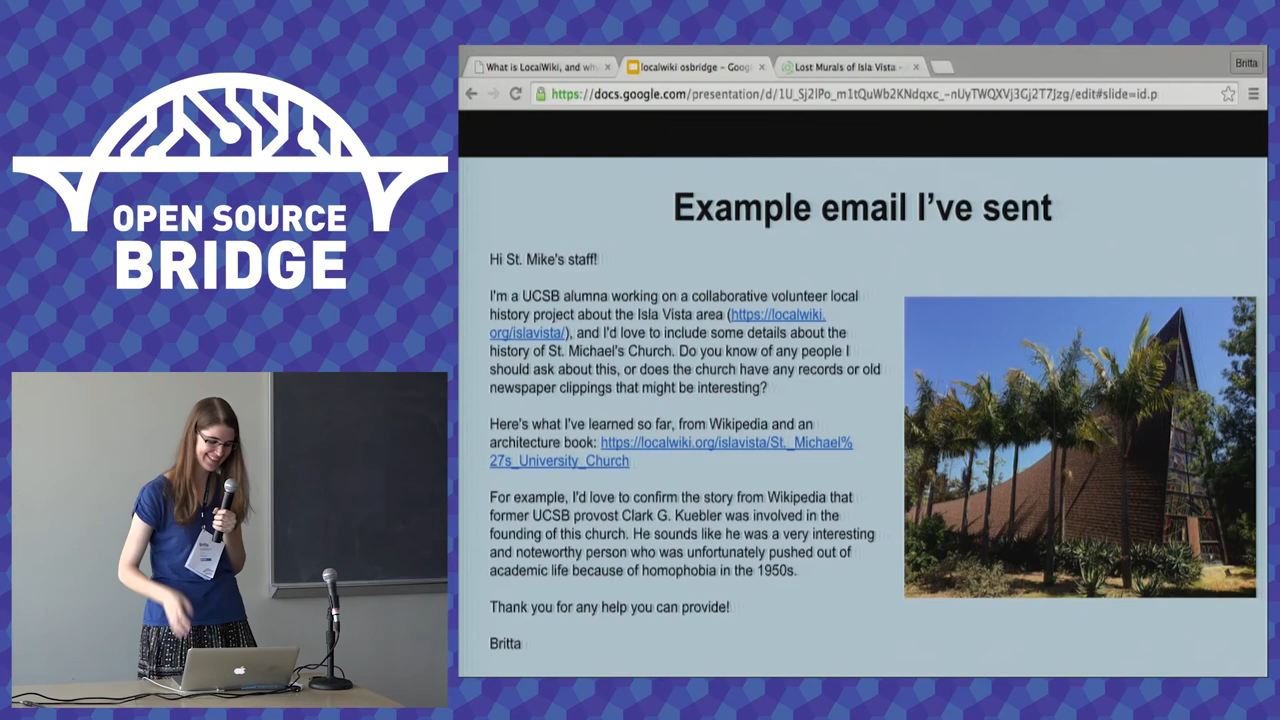 OPEN SOURCE
BRIDGE
What is LocalWiki, and wh
localwiki osbridge – Goog
Lost Murals of Isla Vista
Britta
https://docs.google.com/presentation/d/1U_Sj2IPo_m1tQuWb2KNdqxc_-nUyTWQXVj3Gj2T7Jzg/edit#slide=id.p
Example email I've sent
Hi St. Mike's staff!
I'm a UCSB alumna working on a collaborative volunteer local
history project about the Isla Vista area (https://localwiki.
org/islavista/), and I'd love to include some details about the
history of St. Michael's Church. Do you know of any people I
should ask about this, or does the church have any records or old
newspaper clippings that might be interesting?
Here's what I've learned so far, from Wikipedia and an
architecture book: https://localwiki.org/islavista/St._Michael%
27s_University_Church
For example, I'd love to confirm the story from Wikipedia that
former UCSB provost Clark G. Kuebler was involved in the
founding of this church. He sounds like he was a very interesting
and noteworthy person who was unfortunately pushed out of
academic life because of homophobia in the 1950s.
Thank you for any help you can provide!
Britta